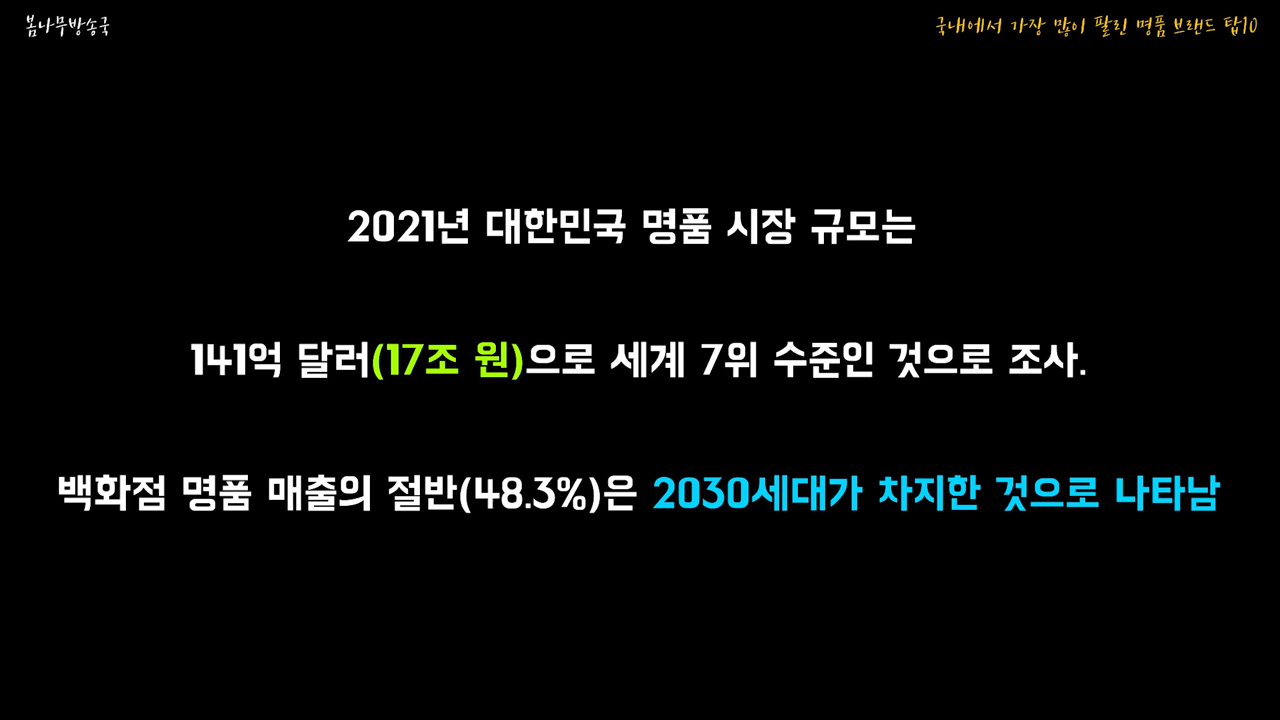 봄나무방송국
국내에서 가장 많이 팔린 명품 브랜드 탑10
2021년 대한민국 명품 시장 규모는
141억 달러(17조 원)으로 세계 7위 수준인 것으로 조사.
백화점 명품 매출의 절반(48.3%)은 2030세대가 차지한 것으로 나타남